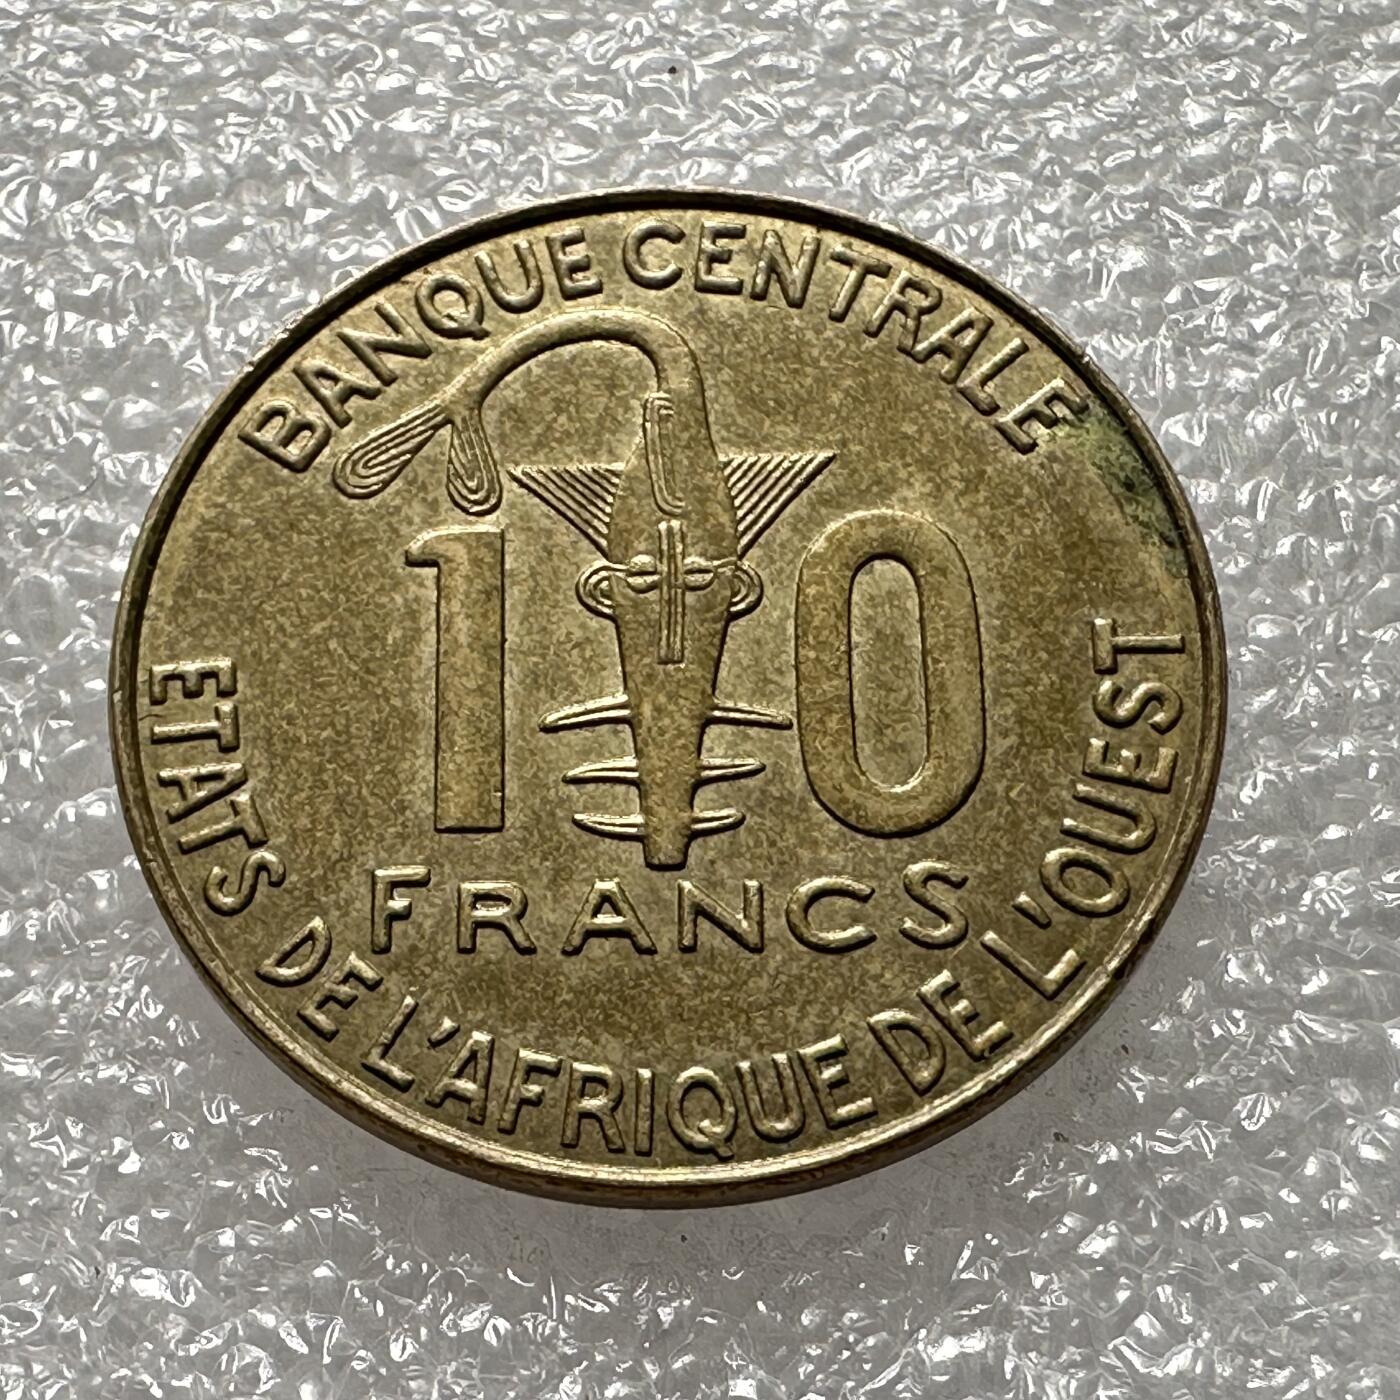 BANQUE CENTRALE
10
FRANCS
ETATS DE L'AFRIQUE DE L'OUEST